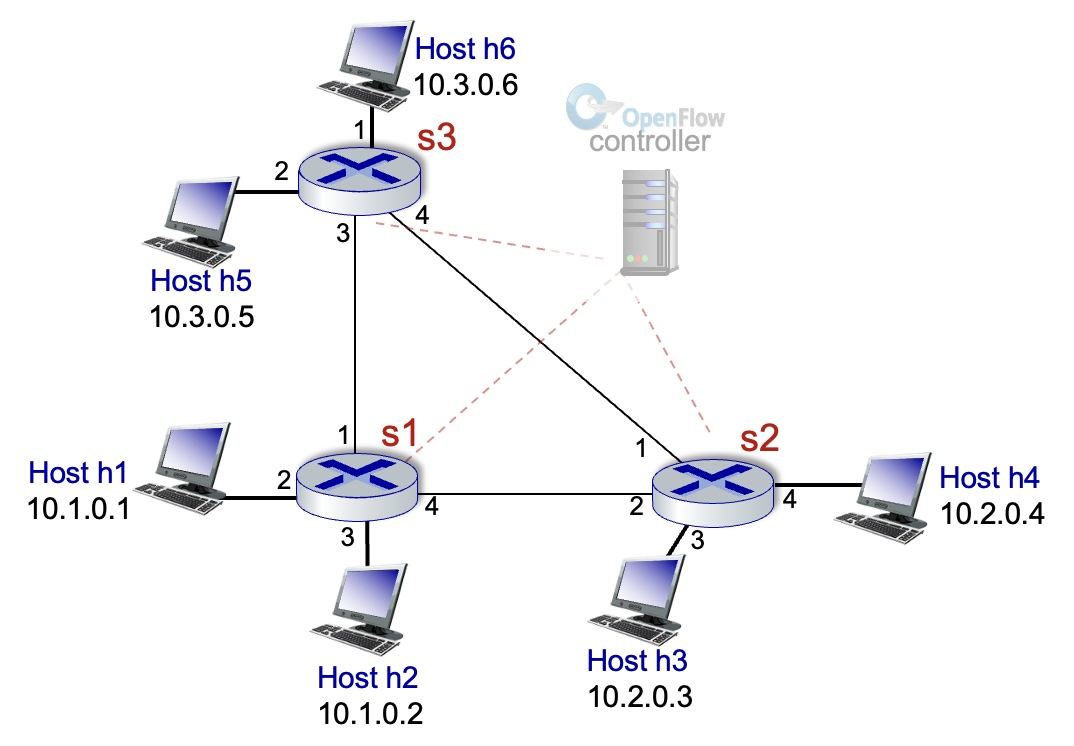 Host h6
10.3.0.6
OpenFlow
controller
1
s3
2
4
3
Host h5
10.3.0.5
1
s1
2
4
3
Host h1
10.1.0.1
Host h2
10.1.0.2
1
s2
2
4
3
Host h4
10.2.0.4
Host h3
10.2.0.3